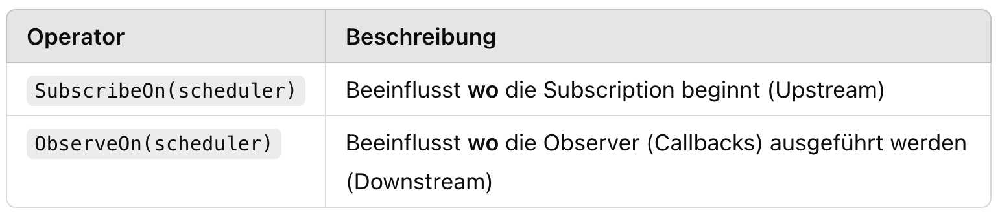 Operator Beschreibung
SubscribeOn(scheduler) Beeinflusst wo die Subscription beginnt (Upstream)
ObserveOn(scheduler) Beeinflusst wo die Observer (Callbacks) ausgeführt werden
(Downstream)